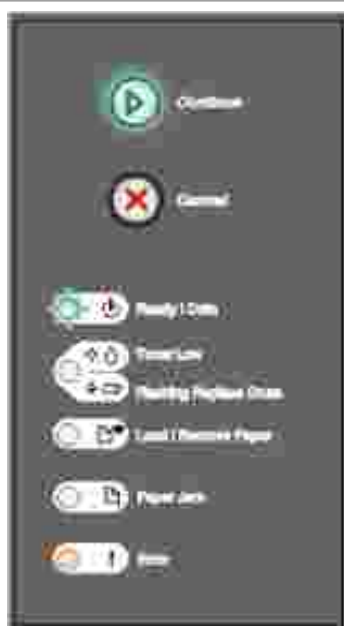 Continue
Cancel
Ready / Data
Toner Low
Flashing Replace Drum
Load / Remove Paper
Paper Jam
Error